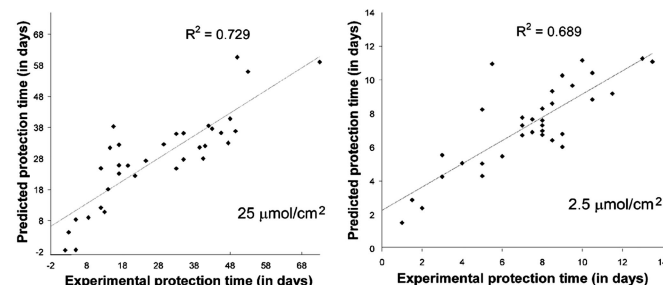 R² = 0.729
Predicted protection time (in days)
68
58
48
38
28
18
8
-2
-2 8 18 28 38 48 58 68
25 μmol/cm²
Experimental protection time (in days)
R² = 0.689
Predicted protection time (in days)
14
12
10
8
6
4
2
0
0 2 4 6 8 10 12 14
2.5 μmol/cm²
Experimental protection time (in days)